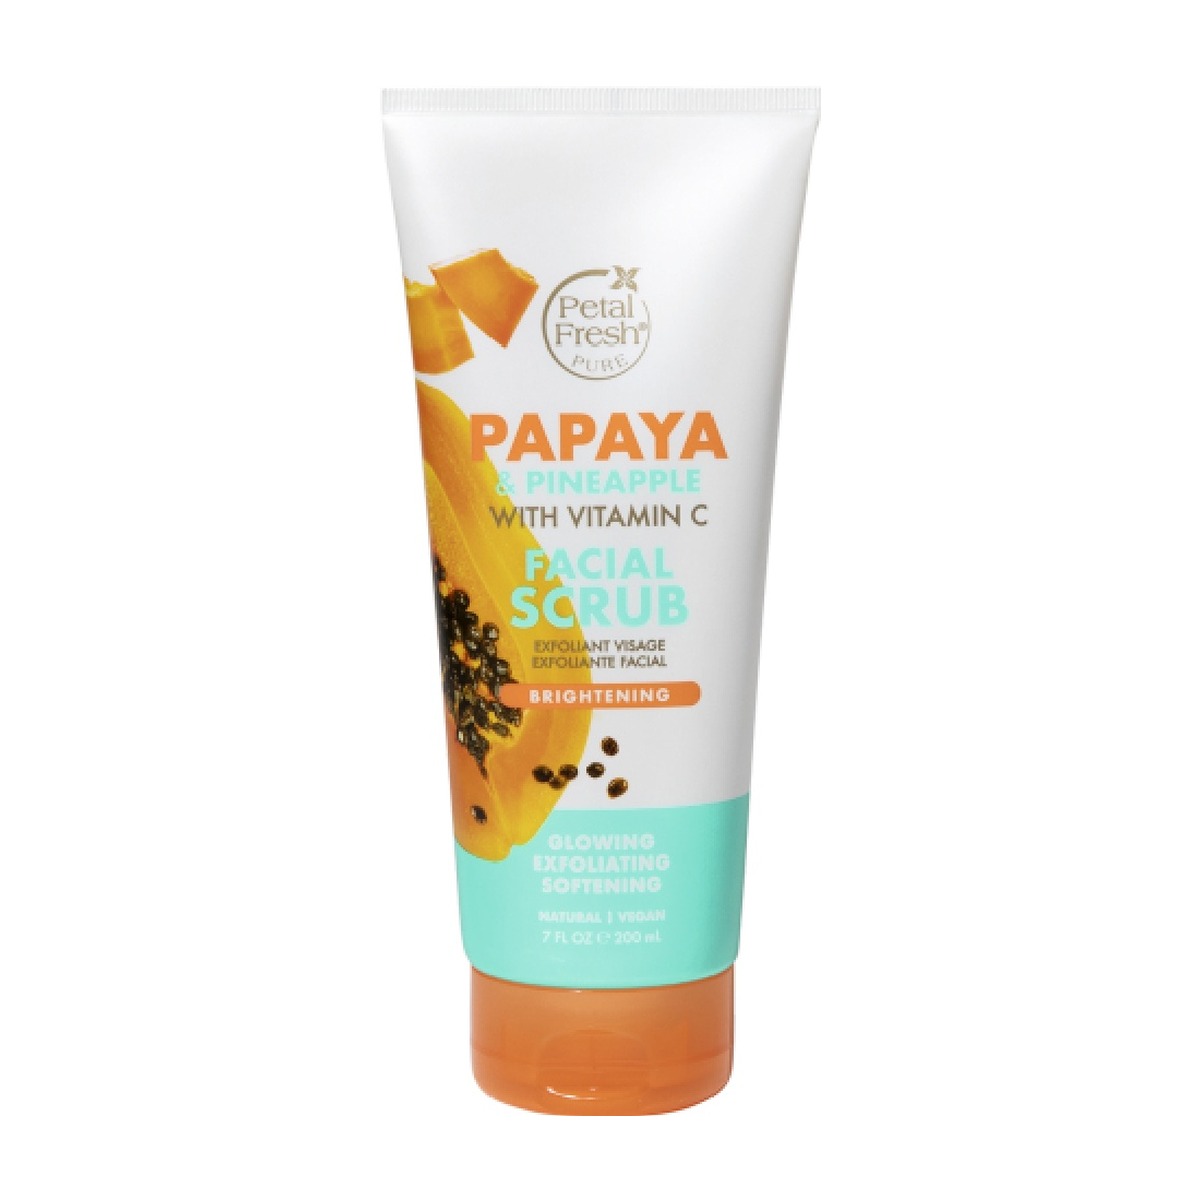 Petal
Fresh®
PURE
PAPAYA
& PINEAPPLE
WITH VITAMIN C
FACIAL
SCRUB
EXFOLIANT VISAGE
EXFOLIANTE FACIAL
BRIGHTENING
GLOWING
EXFOLIATING
SOFTENING
NATURAL | VEGAN
7 FL OZ ℮ 200 mL